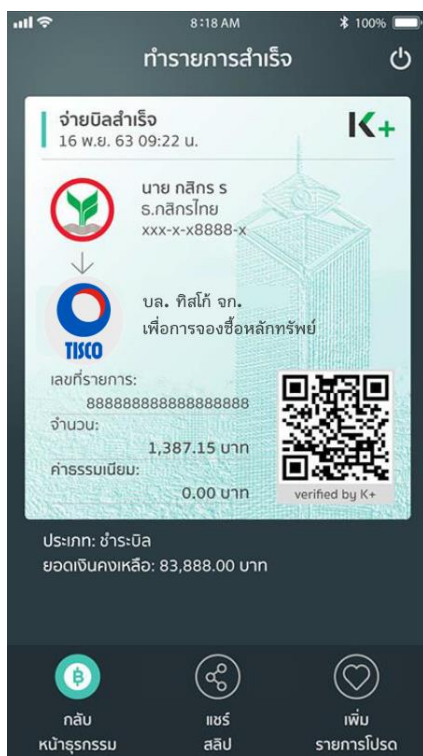 8:18 AM
100%
ทำรายการสำเร็จ
จ่ายบิลสำเร็จ
16 พ.ย. 63 09:22 น.
K+
นาย กสิกร ร
ธ.กสิกรไทย
xxx-x-x8888-x
บล. ทิสโก้ จก.
เพื่อการจองซื้อหลักทรัพย์
TISCO
เลขที่รายการ:
888888888888888888
จำนวน:
1,387.15 บาท
ค่าธรรมเนียม:
0.00 บาท
verified by K+
ประเภท: ชำระบิล
ยอดเงินคงเหลือ: 83,888.00 บาท
กลับ
หน้าธุรกรรม
แชร์
สลิป
เพิ่ม
รายการโปรด